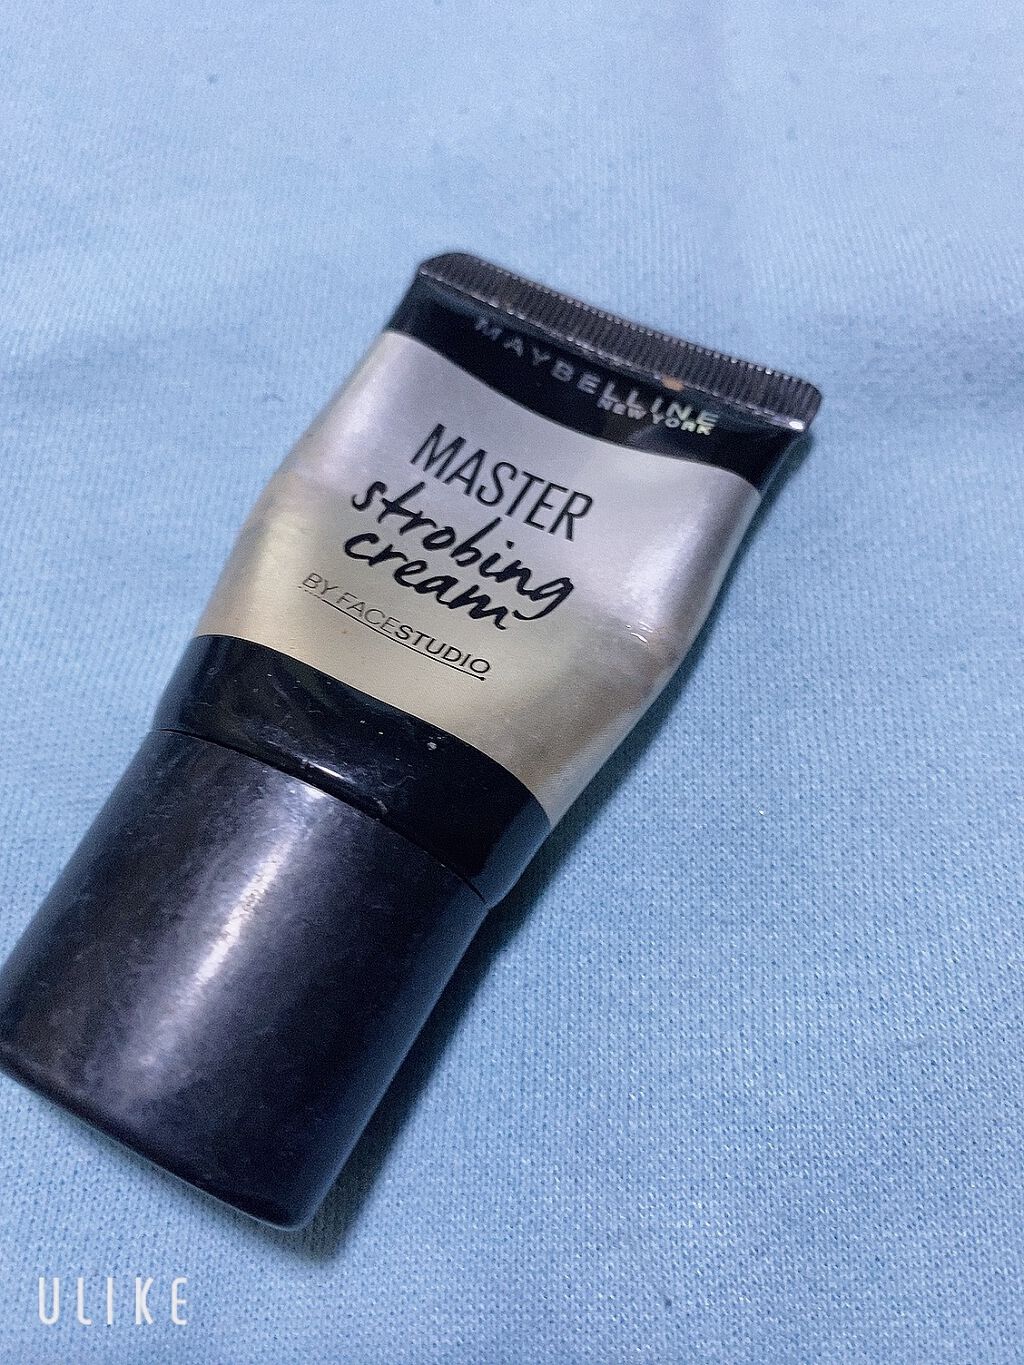 MAYBELLINE
NEW YORK
MASTER
strobing
cream
BY FACESTUDIO
ULIKE